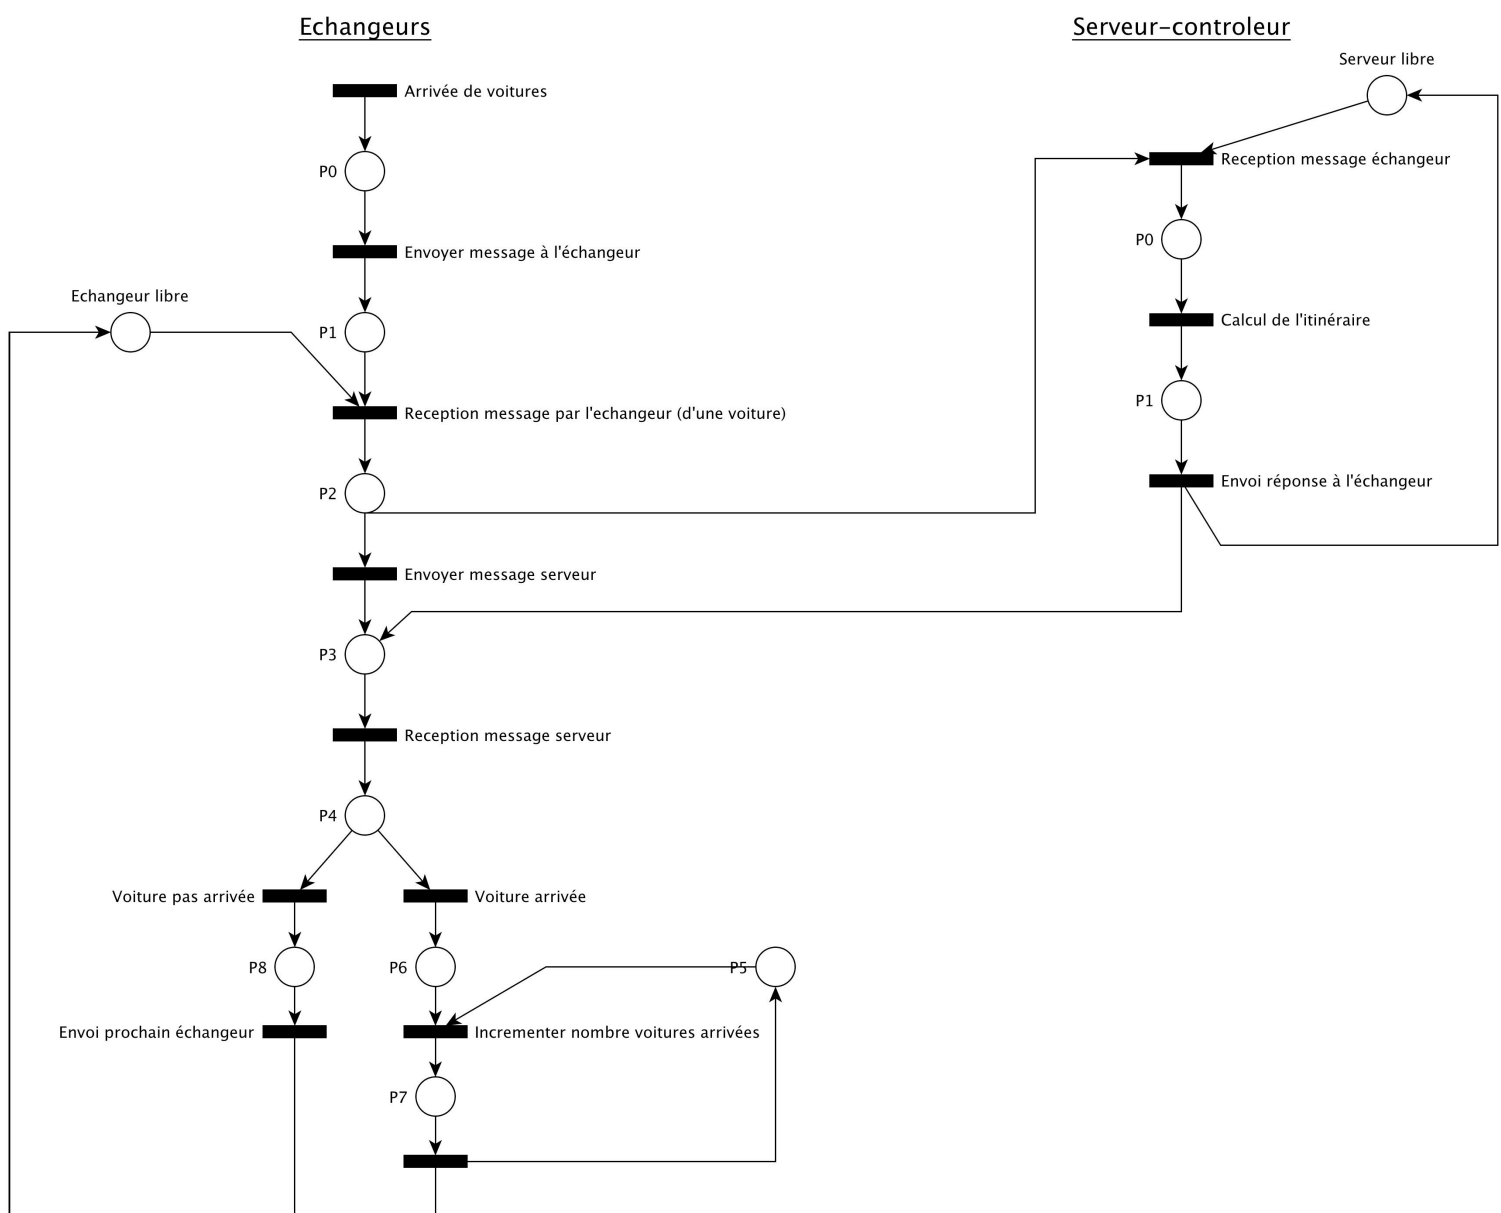 Echangeurs
Serveur-controleur
Serveur libre
Arrivée de voitures
Reception message échangeur
P0
P0
Envoyer message à l'échangeur
Echangeur libre
Calcul de l'itinéraire
P1
P1
Reception message par l'echangeur (d'une voiture)
Envoi réponse à l'échangeur
P2
Envoyer message serveur
P3
Reception message serveur
P4
Voiture pas arrivée
Voiture arrivée
P8
P6
P5
Envoi prochain échangeur
Incrementer nombre voitures arrivées
P7